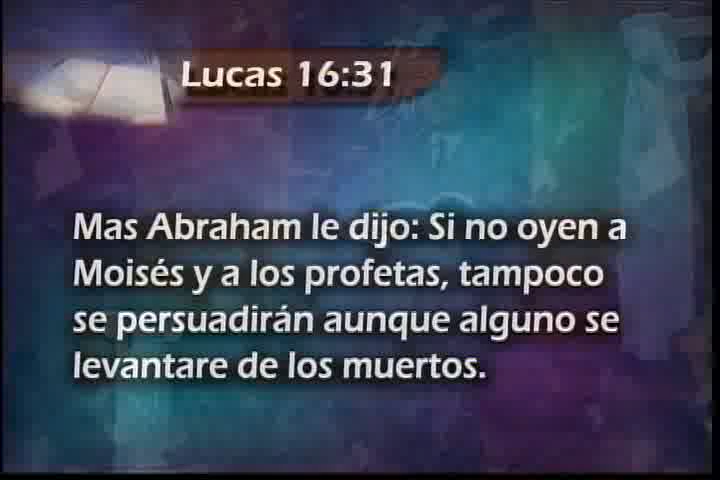 Lucas 16:31
Mas Abraham le dijo: Si no oyen a
Moisés y a los profetas, tampoco
se persuadirán aunque alguno se
levantare de los muertos.